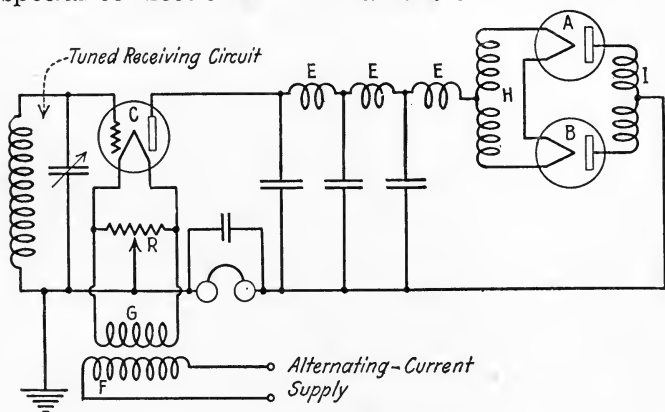 Tuned Receiving Circuit
E E E
A
I
H
C
B
R
G
F
Alternating-Current
Supply